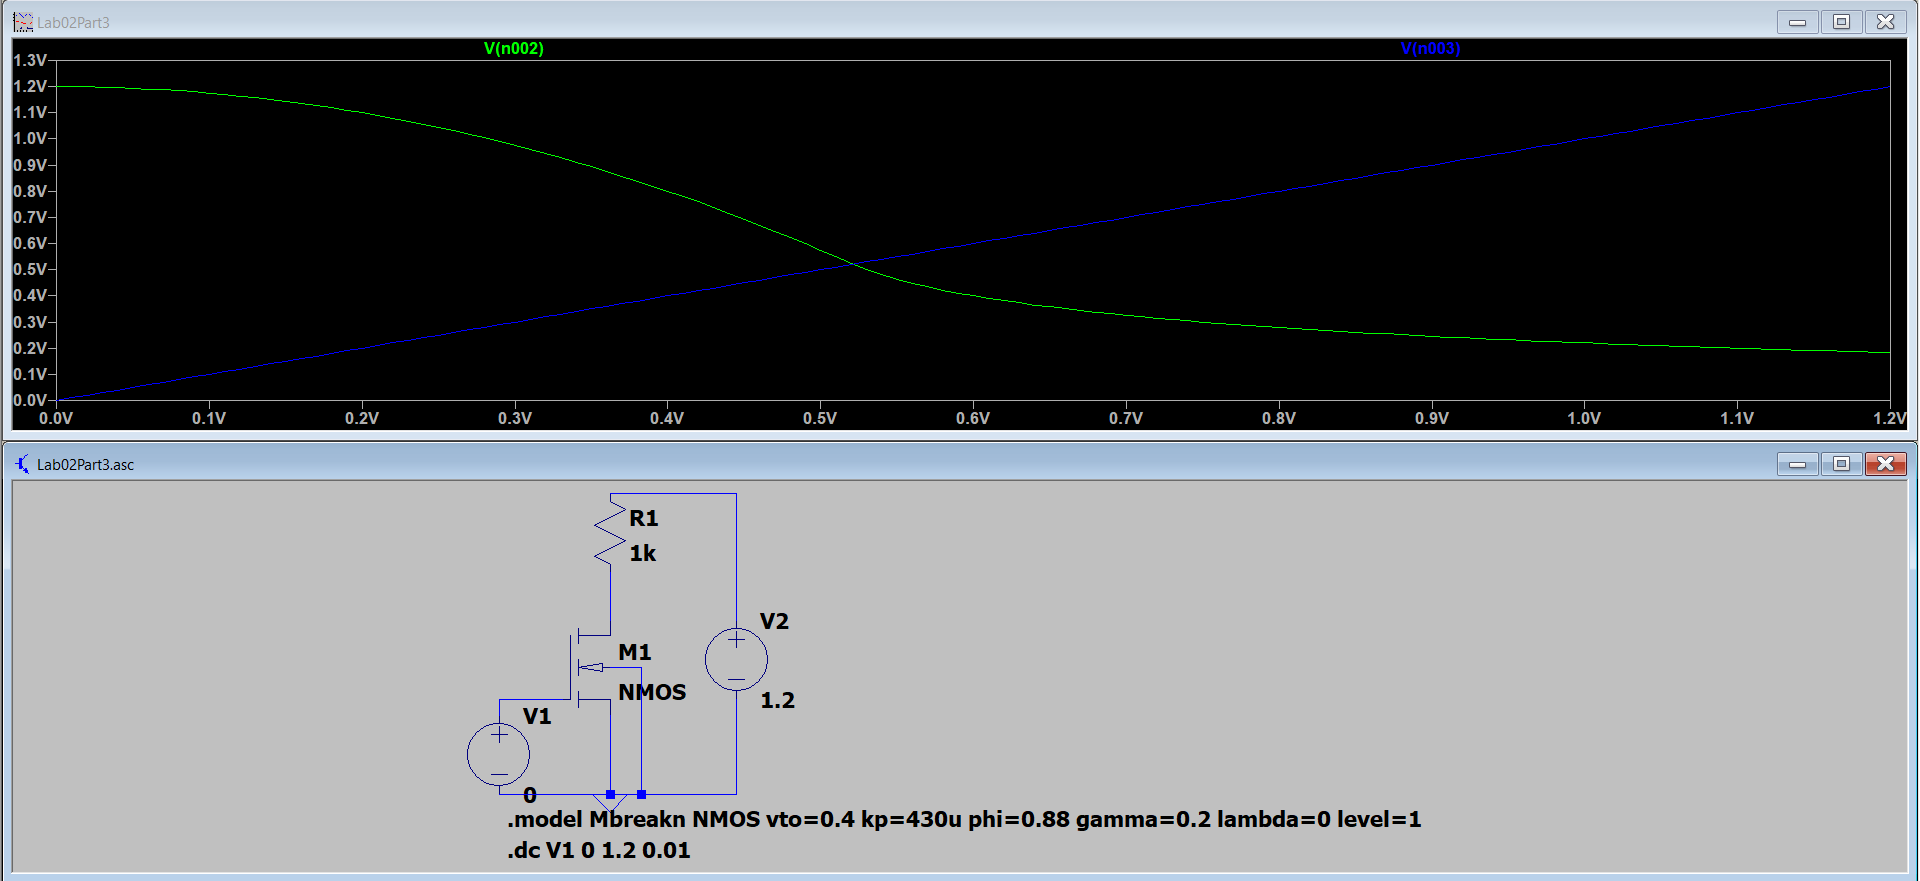 Lab02Part3
V(n002) V(n003)
1.3V
1.2V
1.1V
1.0V
0.9V
0.8V
0.7V
0.6V
0.5V
0.4V
0.3V
0.2V
0.1V
0.0V
0.0V 0.1V 0.2V 0.3V 0.4V 0.5V 0.6V 0.7V 0.8V 0.9V 1.0V 1.1V 1.2V
Lab02Part3.asc
R1
1k
V2
M1
NMOS
1.2
V1
0
.model Mbreakn NMOS vto=0.4 kp=430u phi=0.88 gamma=0.2 lambda=0 level=1
.dc V1 0 1.2 0.01